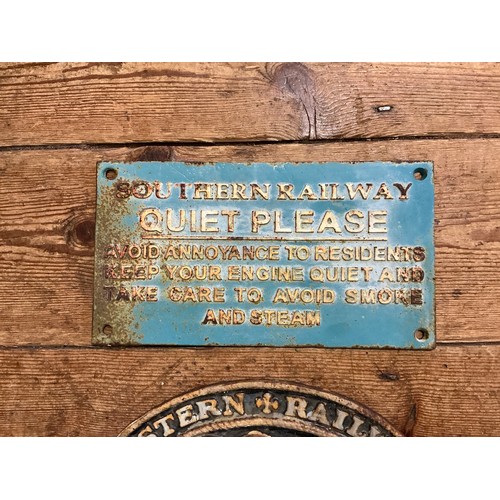 SOUTHERN RAILWAY
QUIET PLEASE
AVOID ANNOYANCE TO RESIDENTS
KEEP YOUR ENGINE QUIET AND
TAKE CARE TO AVOID SMOKE
AND STEAM
STERN RAIL